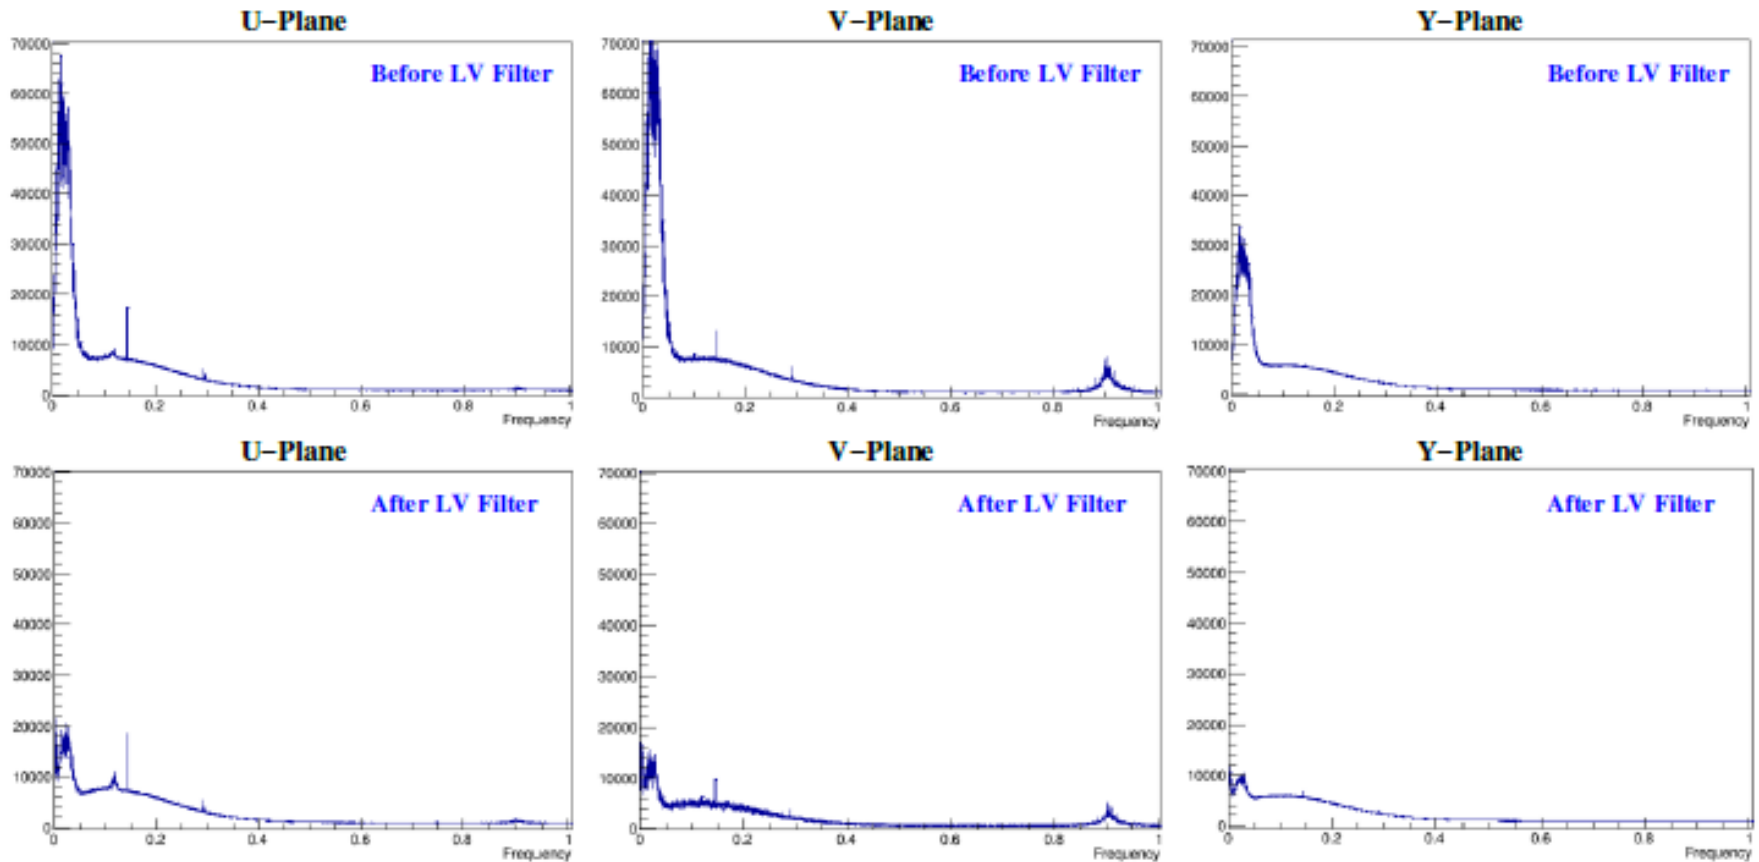 U-Plane V-Plane Y-Plane
70000 70000 70000
Before LV Filter Before LV Filter Before LV Filter
60000 60000 60000
50000 50000 50000
40000 40000 40000
30000 30000 30000
20000 20000 20000
10000 10000 10000
0 0 0
0 0.2 0.4 0.6 0.8 1 0 0.2 0.4 0.6 0.8 1 0 0.2 0.4 0.6 0.8 1
Frequency Frequency Frequency
U-Plane V-Plane Y-Plane
70000 70000 70000
After LV Filter After LV Filter After LV Filter
60000 60000 60000
50000 50000 50000
40000 40000 40000
30000 30000 30000
20000 20000 20000
10000 10000 10000
0 0 0
0 0.2 0.4 0.6 0.8 1 0 0.2 0.4 0.6 0.8 1 0 0.2 0.4 0.6 0.8 1
Frequency Frequency Frequency